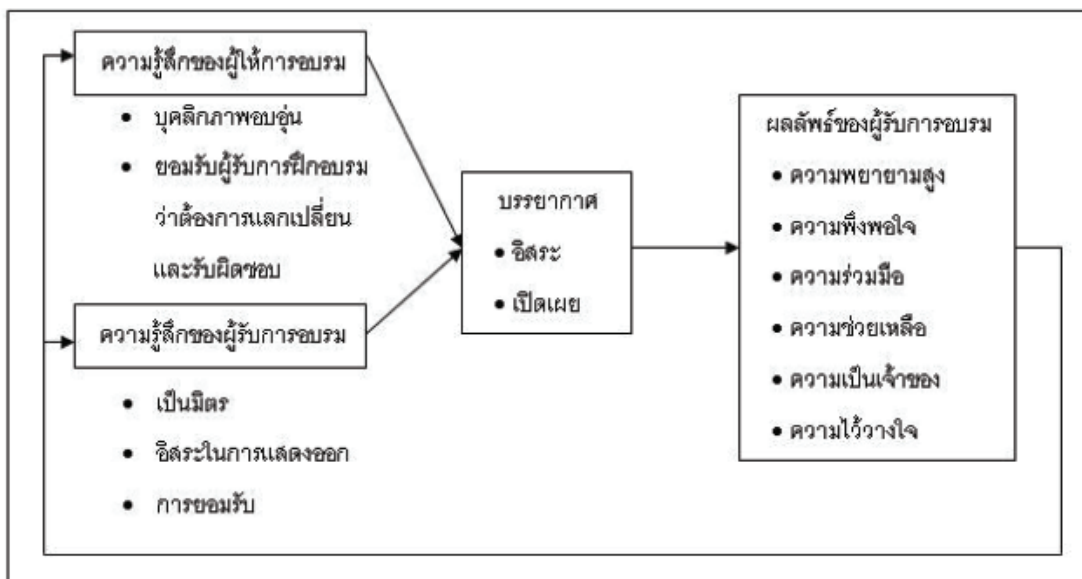 ความรู้สึกของผู้ให้การอบรม
• บุคลิกภาพอบอุ่น
• ยอมรับผู้รับการฝึกอบรม
ว่าต้องการแลกเปลี่ยน
และรับผิดชอบ
ความรู้สึกของผู้รับการอบรม
• เป็นมิตร
• อิสระในการแสดงออก
• การยอมรับ
บรรยากาศ
• อิสระ
• เปิดเผย
ผลลัพธ์ของผู้รับการอบรม
• ความพยายามสูง
• ความพึงพอใจ
• ความร่วมมือ
• ความช่วยเหลือ
• ความเป็นเจ้าของ
• ความไว้วางใจ